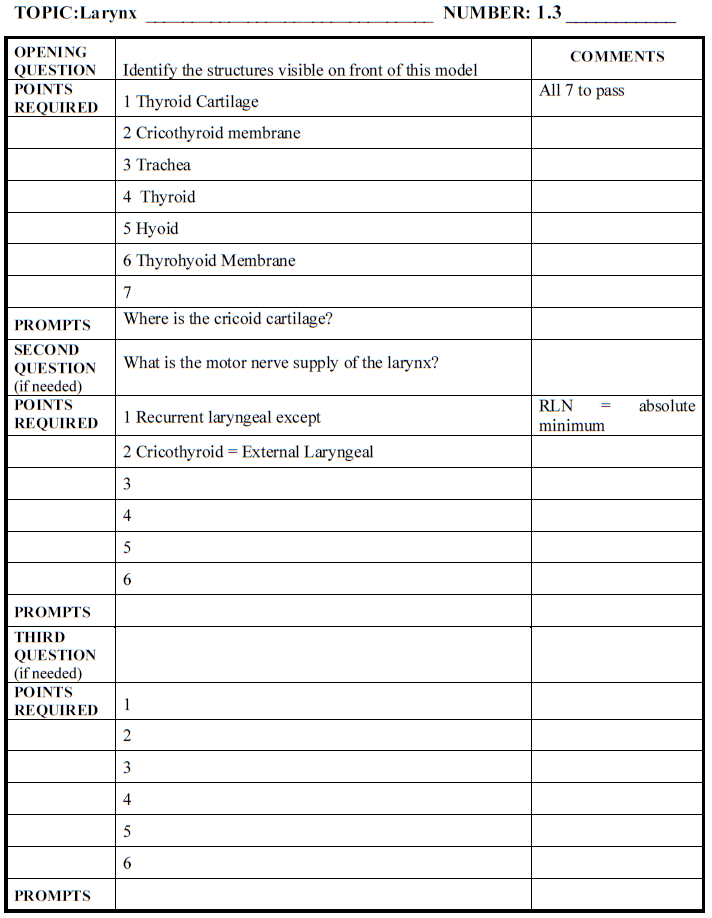 TOPIC:Larynx NUMBER: 1.3
OPENING QUESTION Identify the structures visible on front of this model COMMENTS
POINTS REQUIRED 1 Thyroid Cartilage All 7 to pass
2 Cricothyroid membrane
3 Trachea
4 Thyroid
5 Hyoid
6 Thyrohyoid Membrane
7
PROMPTS Where is the cricoid cartilage?
SECOND QUESTION (if needed) What is the motor nerve supply of the larynx?
POINTS REQUIRED 1 Recurrent laryngeal except RLN = absolute minimum
2 Cricothyroid = External Laryngeal
3
4
5
6
PROMPTS
THIRD QUESTION (if needed)
POINTS REQUIRED 1
2
3
4
5
6
PROMPTS